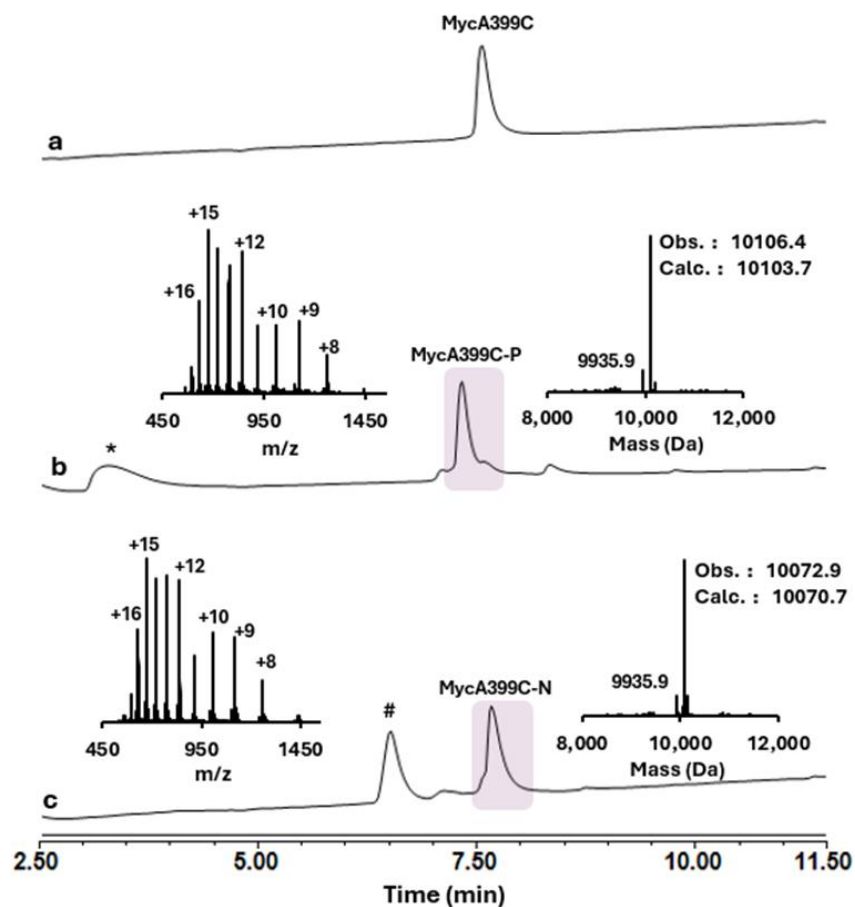 MycA399C
a
+15
+12
+16
+10
+9
+8
450
950
1450
m/z
Obs. : 10106.4
Calc. : 10103.7
9935.9
8,000
10,000
12,000
Mass (Da)
MycA399C-P
*
b
+15
+12
+16
+10
+9
+8
450
950
1450
m/z
Obs. : 10072.9
Calc. : 10070.7
9935.9
8,000
10,000
12,000
Mass (Da)
MycA399C-N
#
c
2.50 5.00 7.50 10.00 11.50
Time (min)